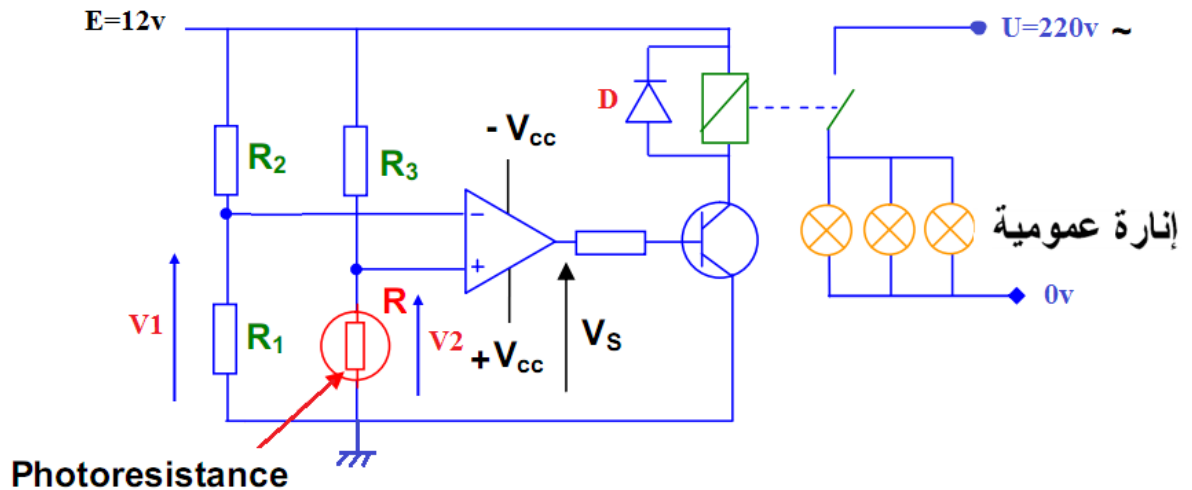 E=12v
U=220v ~
D
- Vcc
R2
R3
−
+
إنارة عمومية
R
V1
R1
V2
+Vcc
VS
0v
Photoresistance